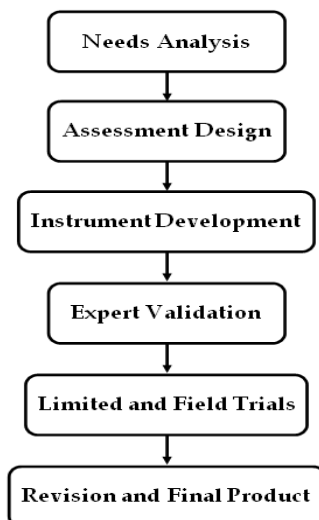 Needs Analysis
Assessment Design
Instrument Development
Expert Validation
Limited and Field Trials
Revision and Final Product